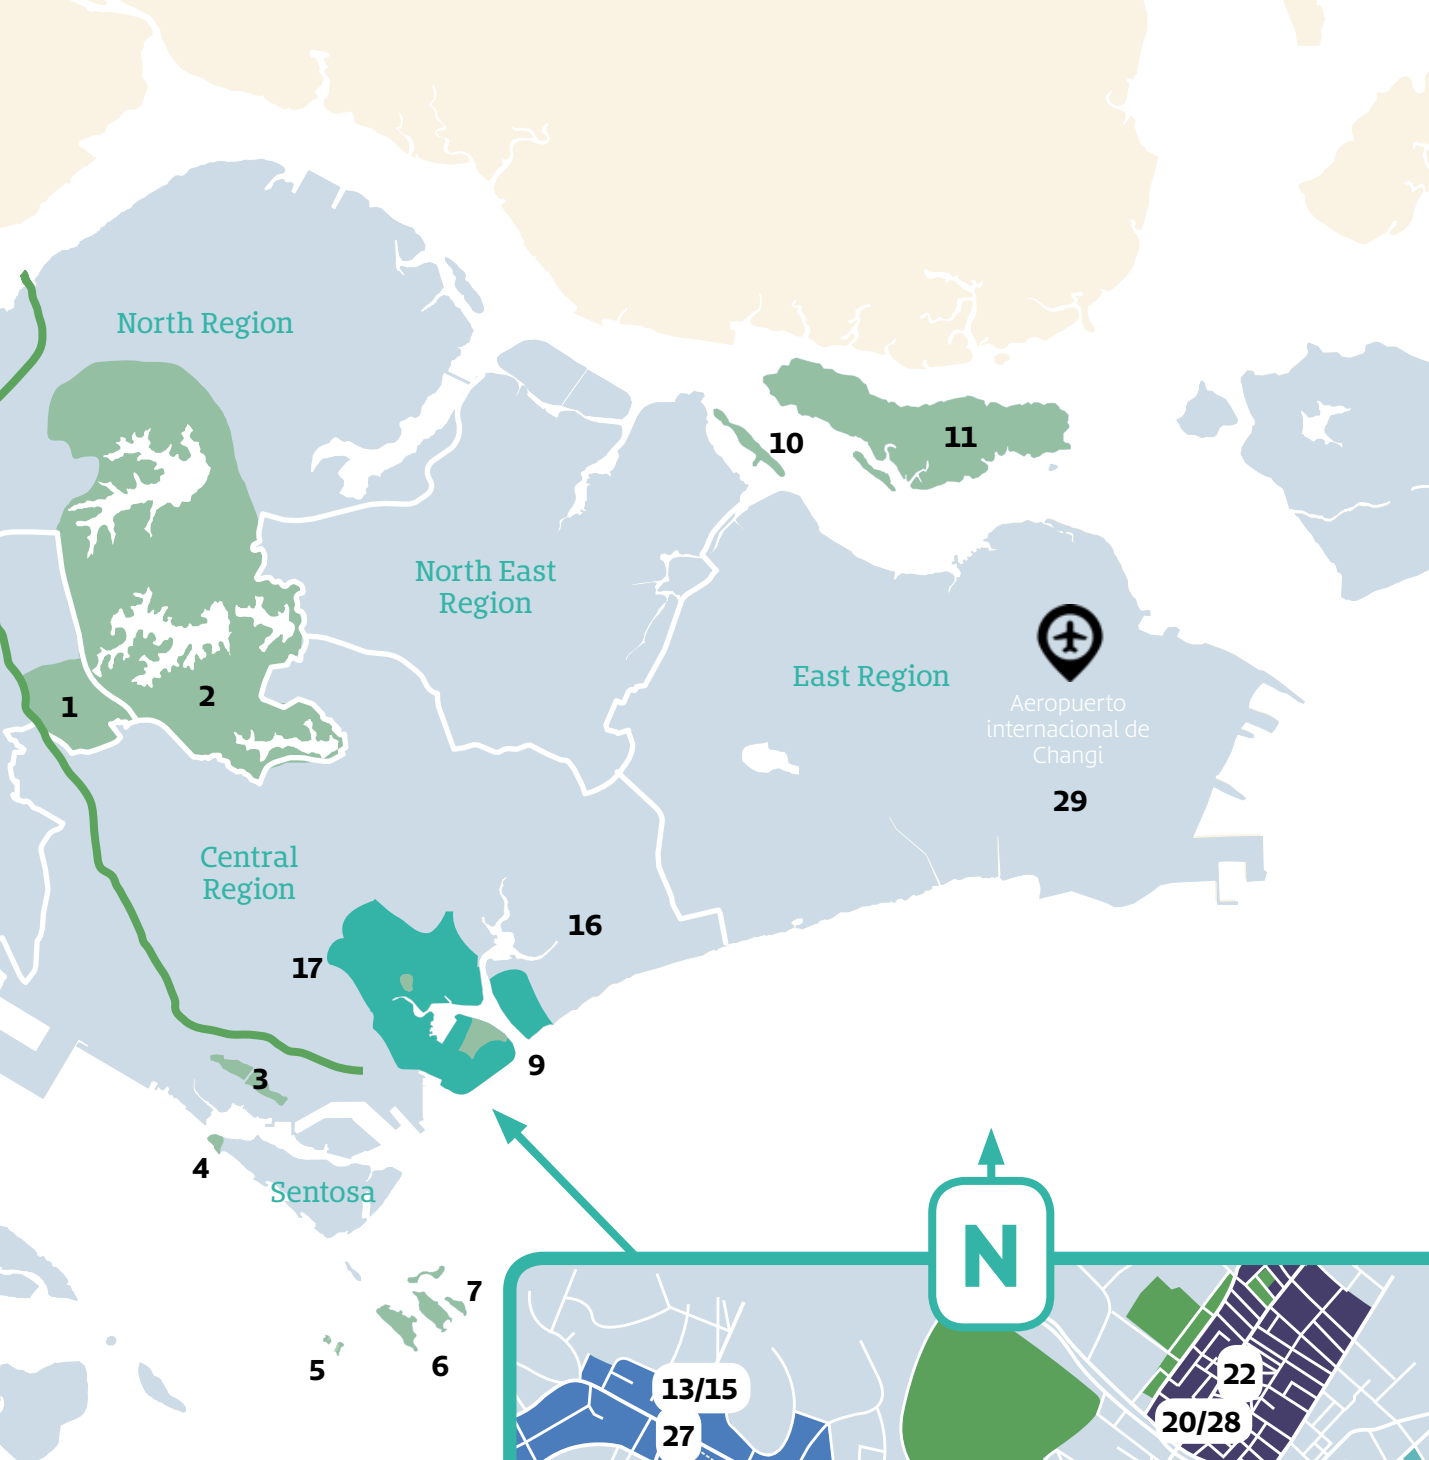 North Region
10
11
North East
Region
East Region
1
2
Aeropuerto
internacional de
Changi
29
Central
Region
16
17
9
3
4
Sentosa
7
6
5
N
13/15
27
22
20/28